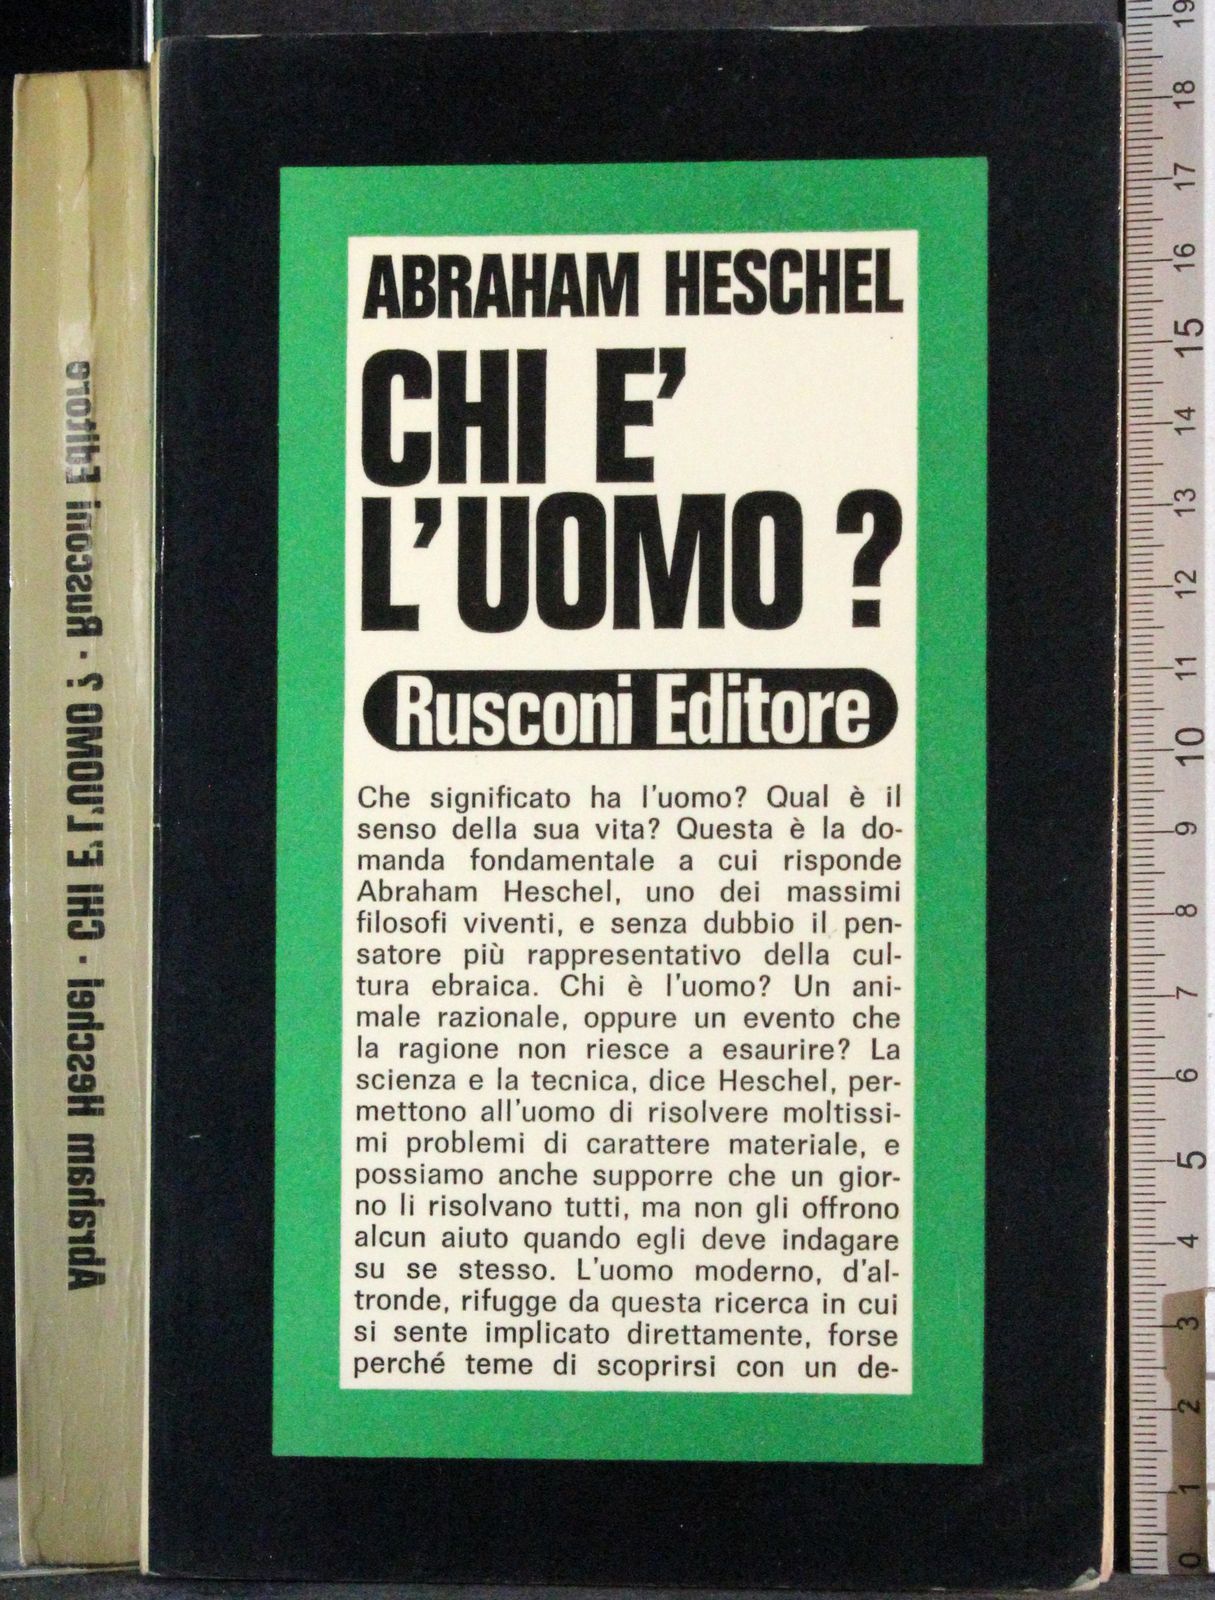 Abraham Heschel · CHI E' L'UOMO ? · Rusconi Editore
ABRAHAM HESCHEL
CHI E'
L'UOMO ?
Rusconi Editore
Che significato ha l'uomo? Qual è il
senso della sua vita? Questa è la do-
manda fondamentale a cui risponde
Abraham Heschel, uno dei massimi
filosofi viventi, e senza dubbio il pen-
satore più rappresentativo della cul-
tura ebraica. Chi è l'uomo? Un ani-
male razionale, oppure un evento che
la ragione non riesce a esaurire? La
scienza e la tecnica, dice Heschel, per-
mettono all'uomo di risolvere moltissi-
mi problemi di carattere materiale, e
possiamo anche supporre che un gior-
no li risolvano tutti, ma non gli offrono
alcun aiuto quando egli deve indagare
su se stesso. L'uomo moderno, d'al-
tronde, rifugge da questa ricerca in cui
si sente implicato direttamente, forse
perché teme di scoprirsi con un de-
19
18
17
16
15
14
13
12
11
10
9
8
7
6
5
4
3
2
1
0